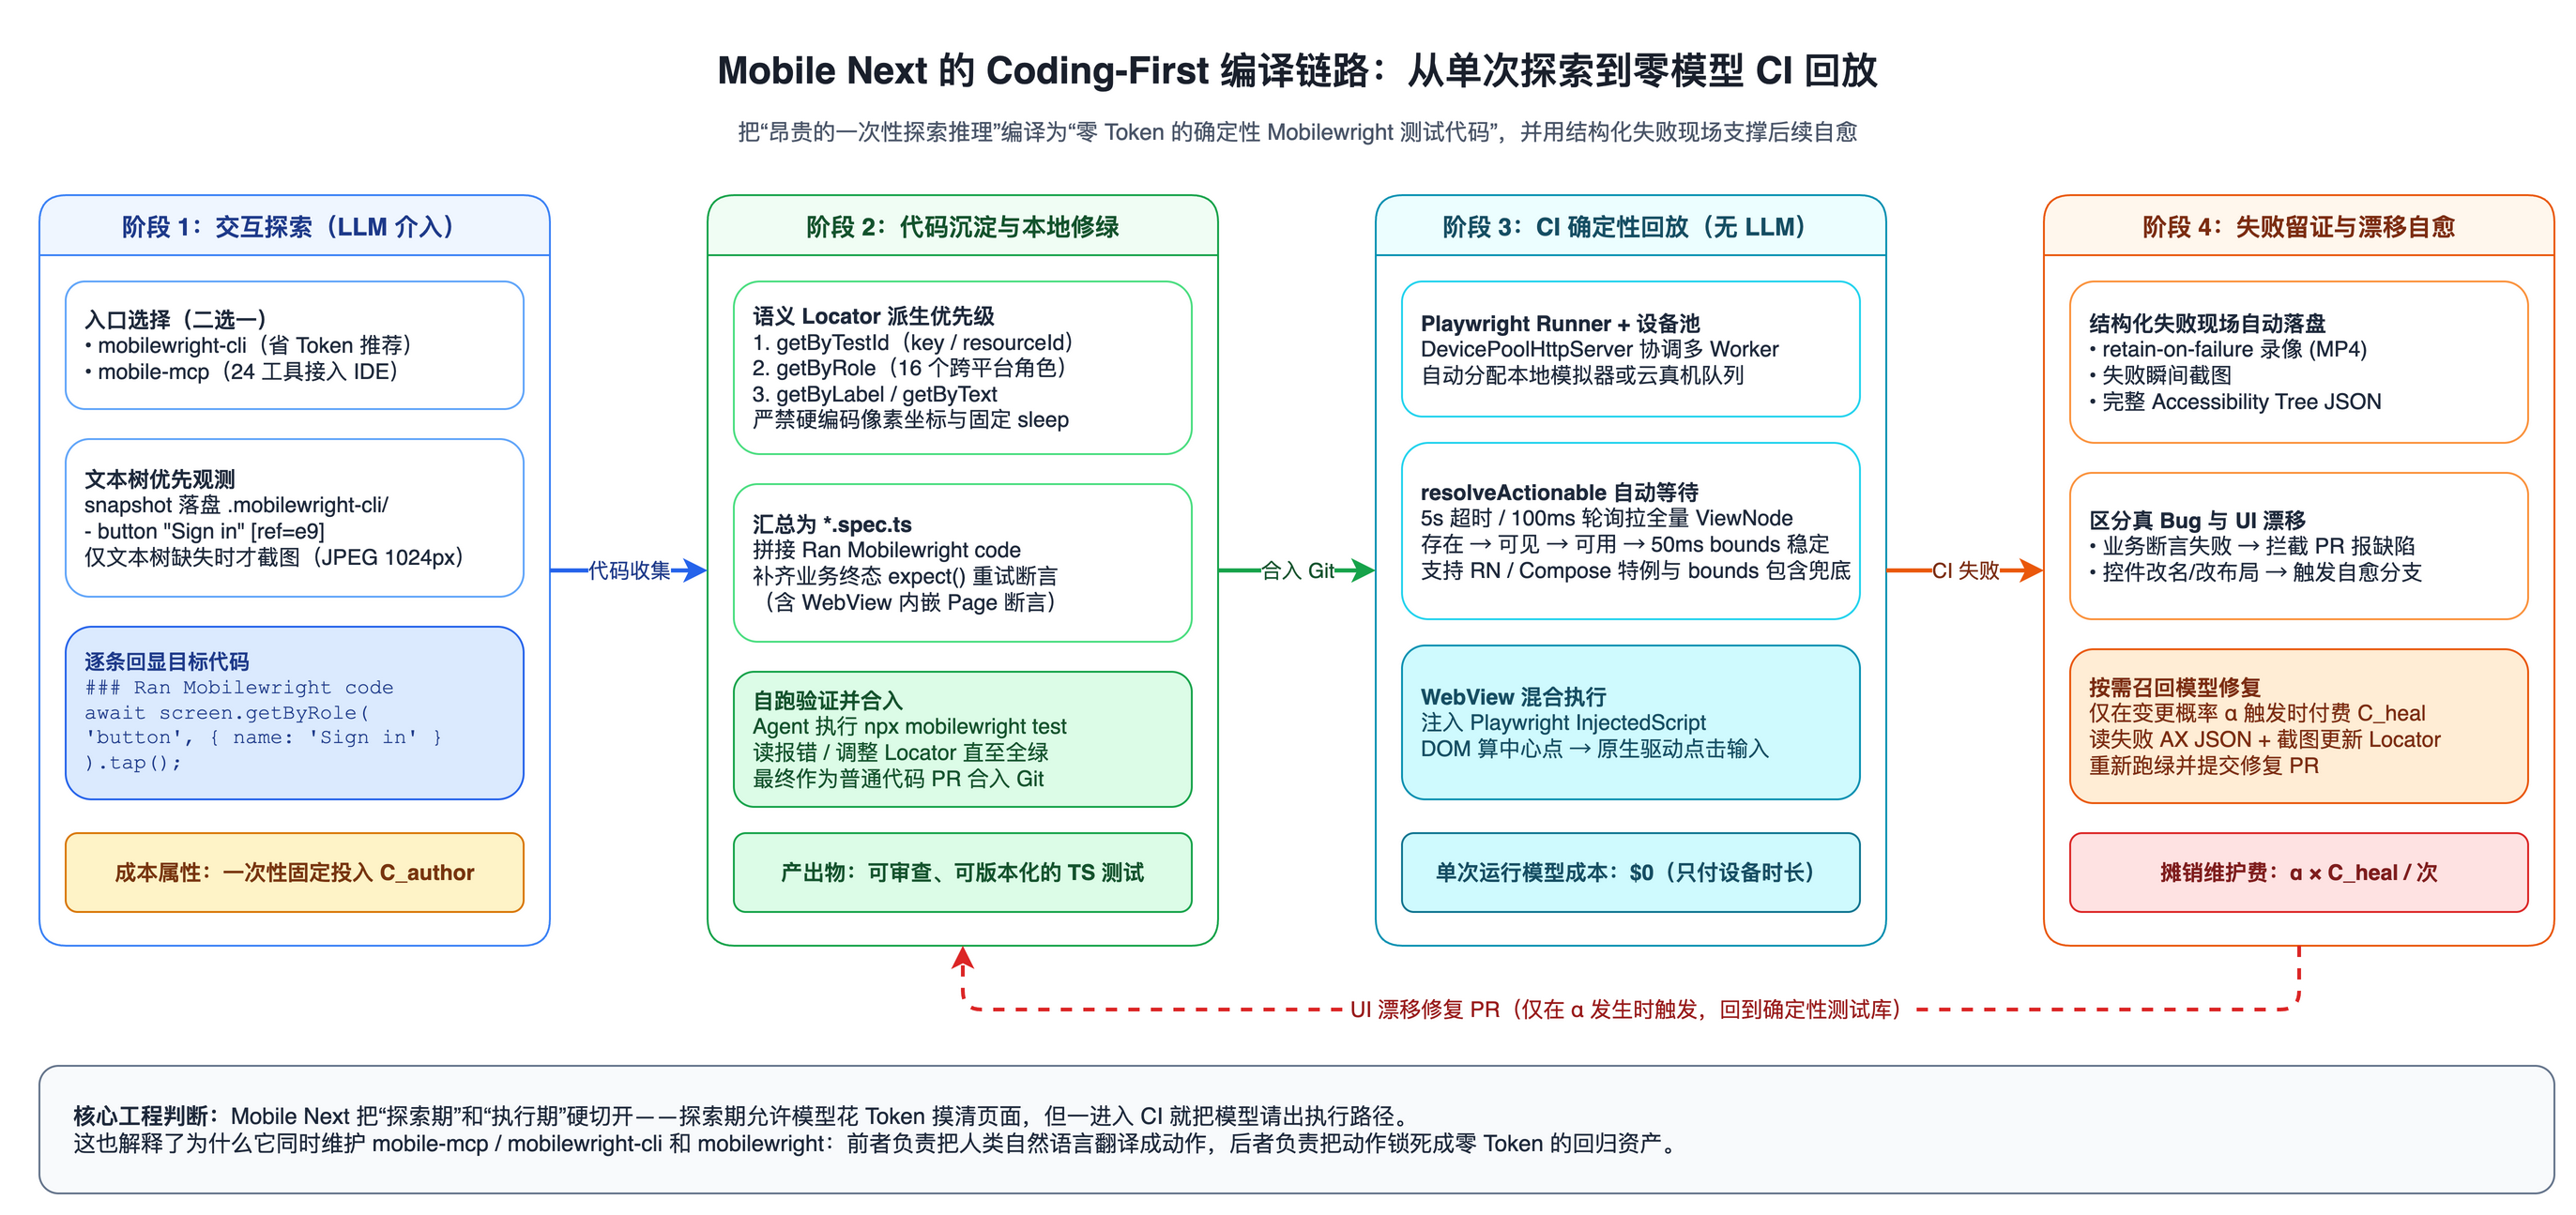 Mobile Next 的 Coding-First 编译链路：从单次探索到零模型 CI 回放
把“昂贵的一次性探索推理”编译为“零 Token 的确定性 Mobilewright 测试代码”，并用结构化失败现场支撑后续自愈
阶段 1：交互探索（LLM 介入）
入口选择（二选一）
• mobilewright-cli（省 Token 推荐）
• mobile-mcp（24 工具接入 IDE）
文本树优先观测
snapshot 落盘 .mobilewright-cli/
- button "Sign in" [ref=e9]
仅文本树缺失时才截图（JPEG 1024px）
逐条回显目标代码
### Ran Mobilewright code
await screen.getByRole(
'button', { name: 'Sign in' }
).tap();
成本属性：一次性固定投入 C_author
代码收集
阶段 2：代码沉淀与本地修绿
语义 Locator 派生优先级
1. getByTestId（key / resourceId）
2. getByRole（16 个跨平台角色）
3. getByLabel / getByText
严禁硬编码像素坐标与固定 sleep
汇总为 *.spec.ts
拼接 Ran Mobilewright code
补齐业务终态 expect() 重试断言
（含 WebView 内嵌 Page 断言）
自跑验证并合入
Agent 执行 npx mobilewright test
读报错 / 调整 Locator 直至全绿
最终作为普通代码 PR 合入 Git
产出物：可审查、可版本化的 TS 测试
合入 Git
阶段 3：CI 确定性回放（无 LLM）
Playwright Runner + 设备池
DevicePoolHttpServer 协调多 Worker
自动分配本地模拟器或云真机队列
resolveActionable 自动等待
5s 超时 / 100ms 轮询拉全量 ViewNode
存在 → 可见 → 可用 → 50ms bounds 稳定
支持 RN / Compose 特例与 bounds 包含兜底
WebView 混合执行
注入 Playwright InjectedScript
DOM 算中心点 → 原生驱动点击输入
单次运行模型成本：$0（只付设备时长）
CI 失败
阶段 4：失败留证与漂移自愈
结构化失败现场自动落盘
• retain-on-failure 录像 (MP4)
• 失败瞬间截图
• 完整 Accessibility Tree JSON
区分真 Bug 与 UI 漂移
• 业务断言失败 → 拦截 PR 报缺陷
• 控件改名/改布局 → 触发自愈分支
按需召回模型修复
仅在变更概率 α 触发时付费 C_heal
读失败 AX JSON + 截图更新 Locator
重新跑绿并提交修复 PR
摊销维护费：α × C_heal / 次
UI 漂移修复 PR（仅在 α 发生时触发，回到确定性测试库）
核心工程判断：Mobile Next 把“探索期”和“执行期”硬切开——探索期允许模型花 Token 摸清页面，但一进入 CI 就把模型请出执行路径。
这也解释了为什么它同时维护 mobile-mcp / mobilewright-cli 和 mobilewright：前者负责把人类自然语言翻译成动作，后者负责把动作锁死成零 Token 的回归资产。